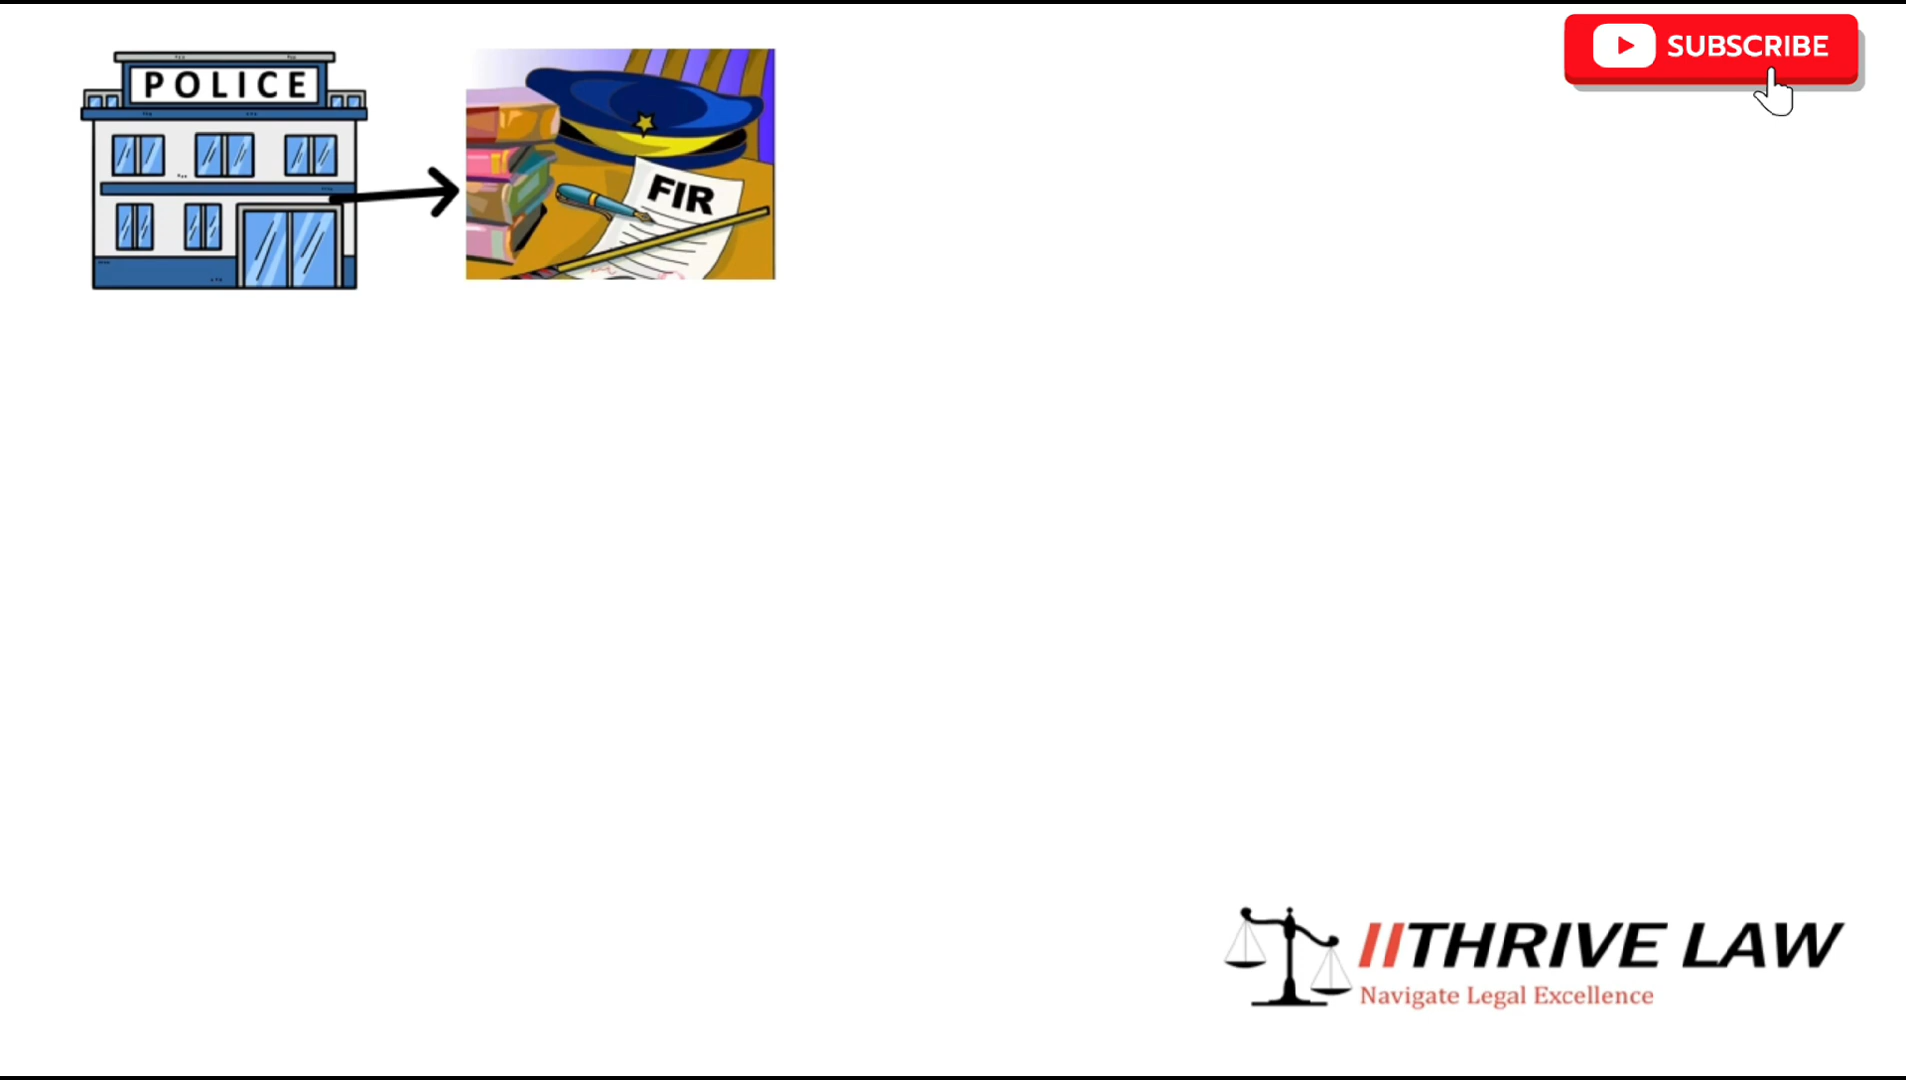 POLICE
FIR
SUBSCRIBE
IITHRIVE LAW
Navigate Legal Excellence